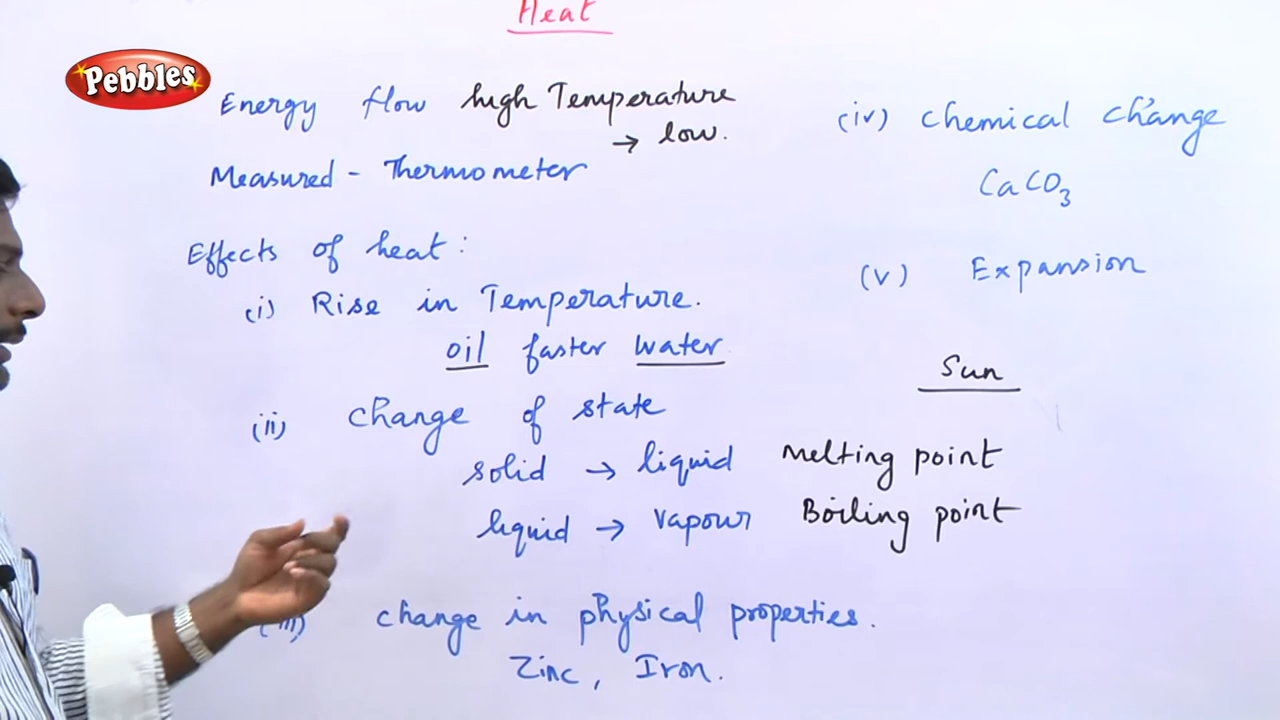 Heat
Pebbles
Energy flow high Temperature
→ low.
Measured - Thermometer
Effects of heat:
(i) Rise in Temperature.
oil faster water
(ii) Change of state
solid → liquid Melting point
liquid → vapour Boiling point
(iii) change in physical properties.
Zinc, Iron.
(iv) Chemical change
CaCO3
(v) Expansion
Sun